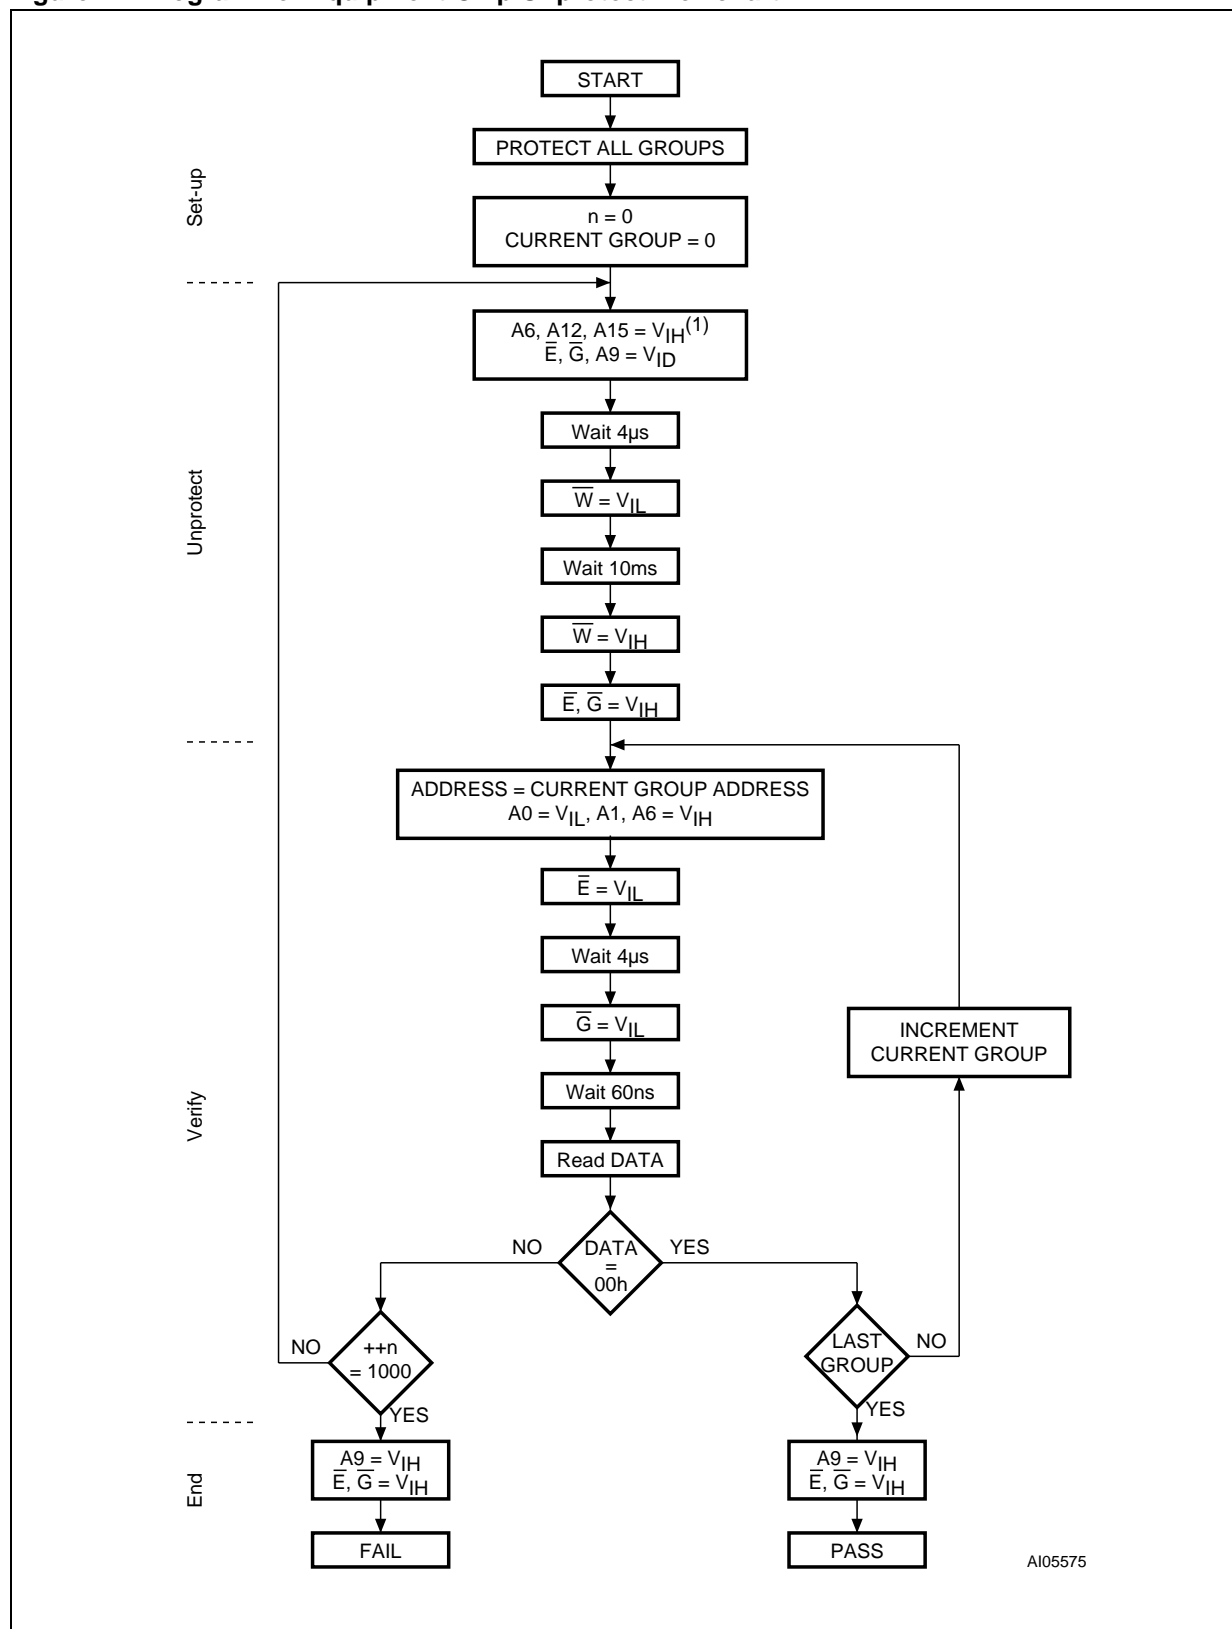 START
PROTECT ALL GROUPS
Set-up
n = 0
CURRENT GROUP = 0
A6, A12, A15 = VIH(1)
E̅, G̅, A9 = VID
Wait 4µs
Unprotect
W̅ = VIL
Wait 10ms
W̅ = VIH
E̅, G̅ = VIH
ADDRESS = CURRENT GROUP ADDRESS
A0 = VIL, A1, A6 = VIH
E̅ = VIL
Wait 4µs
G̅ = VIL
INCREMENT
CURRENT GROUP
Wait 60ns
Verify
Read DATA
NO
DATA
=
00h
YES
NO
++n
= 1000
LAST
GROUP
NO
YES
YES
End
A9 = VIH
E̅, G̅ = VIH
A9 = VIH
E̅, G̅ = VIH
FAIL
PASS
AI05575